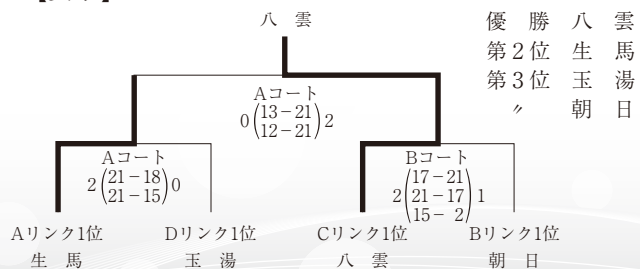 八雲
優勝 八雲
第2位 生馬
第3位 玉湯
〃 朝日
Aコート
0(13-21 12-21)2
Aコート
2(21-18 21-15)0
Bコート
2(17-21 21-17 15-2)1
Aリンク1位
生馬
Dリンク1位
玉湯
Cリンク1位
八雲
Bリンク1位
朝日